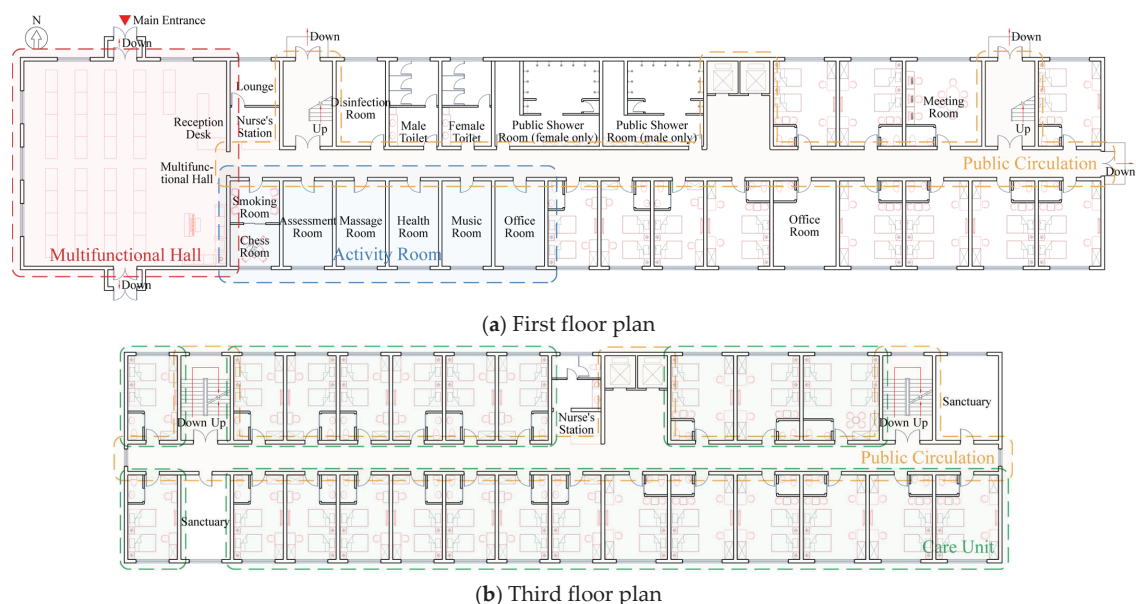 N
Main Entrance
Down
Down
Down
Lounge
Nurse's
Station
Reception
Desk
Disinfection
Room
Up
Male
Toilet
Female
Toilet
Public Shower
Room (female only)
Public Shower
Room (male only)
Meeting
Room
Up
Multifunc-
tional Hall
Public Circulation
Down
Smoking
Room
Chess
Room
Assessment
Room
Massage
Room
Health
Room
Music
Room
Office
Room
Office
Room
Multifunctional Hall
Activity Room
Down
(a) First floor plan
Down Up
Nurse's
Station
Down Up
Sanctuary
Public Circulation
Sanctuary
Care Unit
(b) Third floor plan